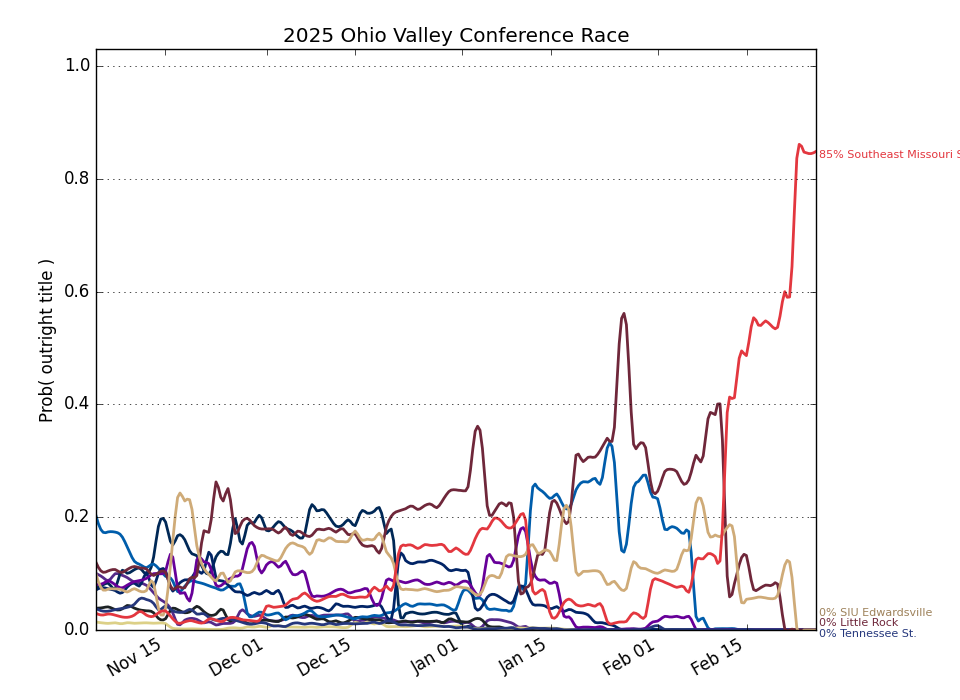 2025 Ohio Valley Conference Race
Prob( outright title )
1.0
0.8
0.6
0.4
0.2
0.0
Nov 15
Dec 01
Dec 15
Jan 01
Jan 15
Feb 01
Feb 15
85% Southeast Missouri S
0% SIU Edwardsville
0% Little Rock
0% Tennessee St.